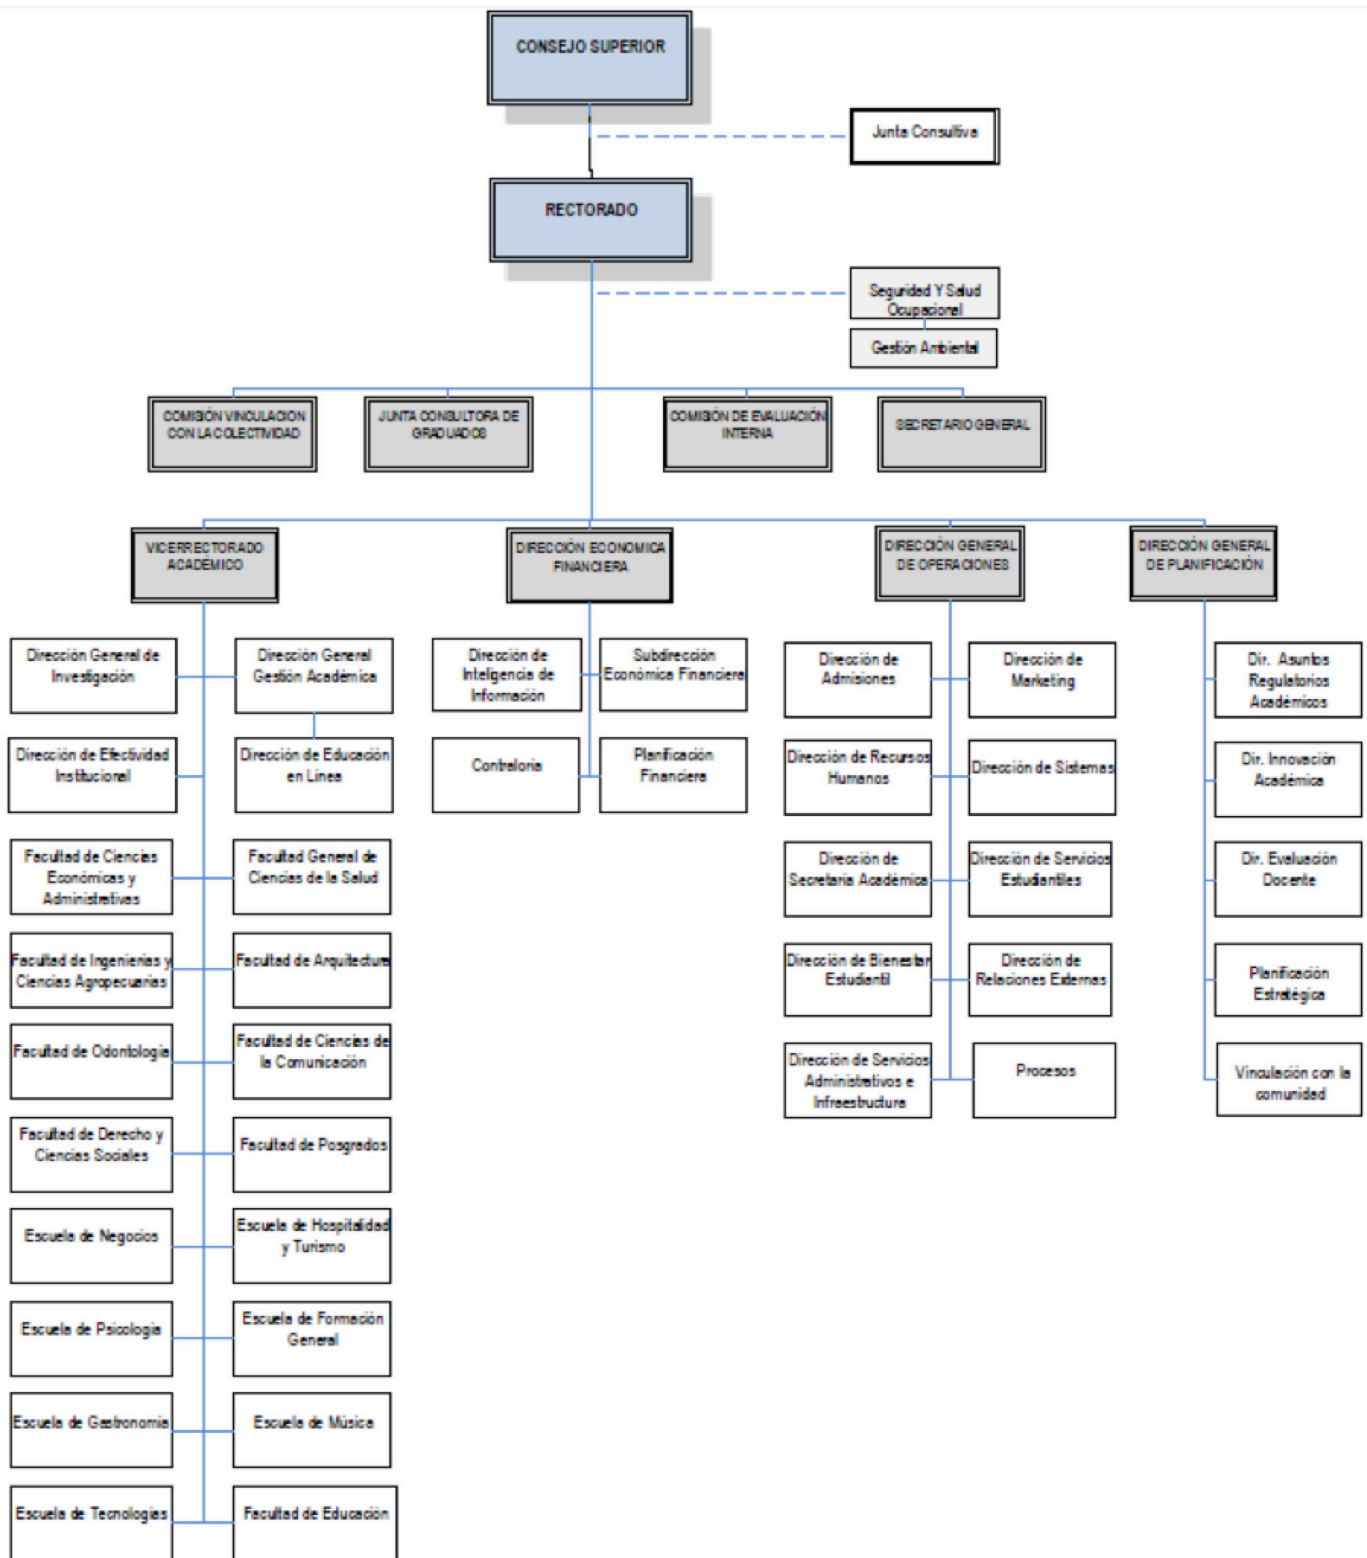 CONSEJO SUPERIOR
Junta Consultiva
RECTORADO
Seguridad Y Salud
Ocupacional
Gestión Ambiental
COMISIÓN VINCULACION
CON LA COLECTIVIDAD
JUNTA CONSULTORA DE
GRADUADOS
COMISIÓN DE EVALUACIÓN
INTERNA
SECRETARIO GENERAL
VICERRECTORADO
ACADÉMICO
DIRECCIÓN ECONOMICA
FINANCIERA
DIRECCIÓN GENERAL
DE OPERACIONES
DIRECCIÓN GENERAL
DE PLANIFICACIÓN
Dirección General de
Investigación
Dirección General
Gestión Académica
Dirección de Efectividad
Institucional
Dirección de Educación
en Línea
Facultad de Ciencias
Económicas y
Administrativas
Facultad General de
Ciencias de la Salud
Facultad de Ingenierías y
Ciencias Agropecuarias
Facultad de Arquitectura
Facultad de Odontología
Facultad de Ciencias de
la Comunicación
Facultad de Derecho y
Ciencias Sociales
Facultad de Posgrados
Escuela de Negocios
Escuela de Hospitalidad
y Turismo
Escuela de Psicología
Escuela de Formación
General
Escuela de Gastronomía
Escuela de Música
Escuela de Tecnologías
Facultad de Educación
Dirección de
Inteligencia de
Información
Subdirección
Económica Financiera
Contraloría
Planificación
Financiera
Dirección de
Admisiones
Dirección de
Marketing
Dirección de Recursos
Humanos
Dirección de Sistemas
Dirección de
Secretaría Académica
Dirección de Servicios
Estudiantiles
Dirección de Bienestar
Estudiantil
Dirección de
Relaciones Externas
Dirección de Servicios
Administrativos e
Infraestructura
Procesos
Dir. Asuntos
Regulatorios
Académicos
Dir. Innovación
Académica
Dir. Evaluación
Docente
Planificación
Estratégica
Vinculación con la
comunidad